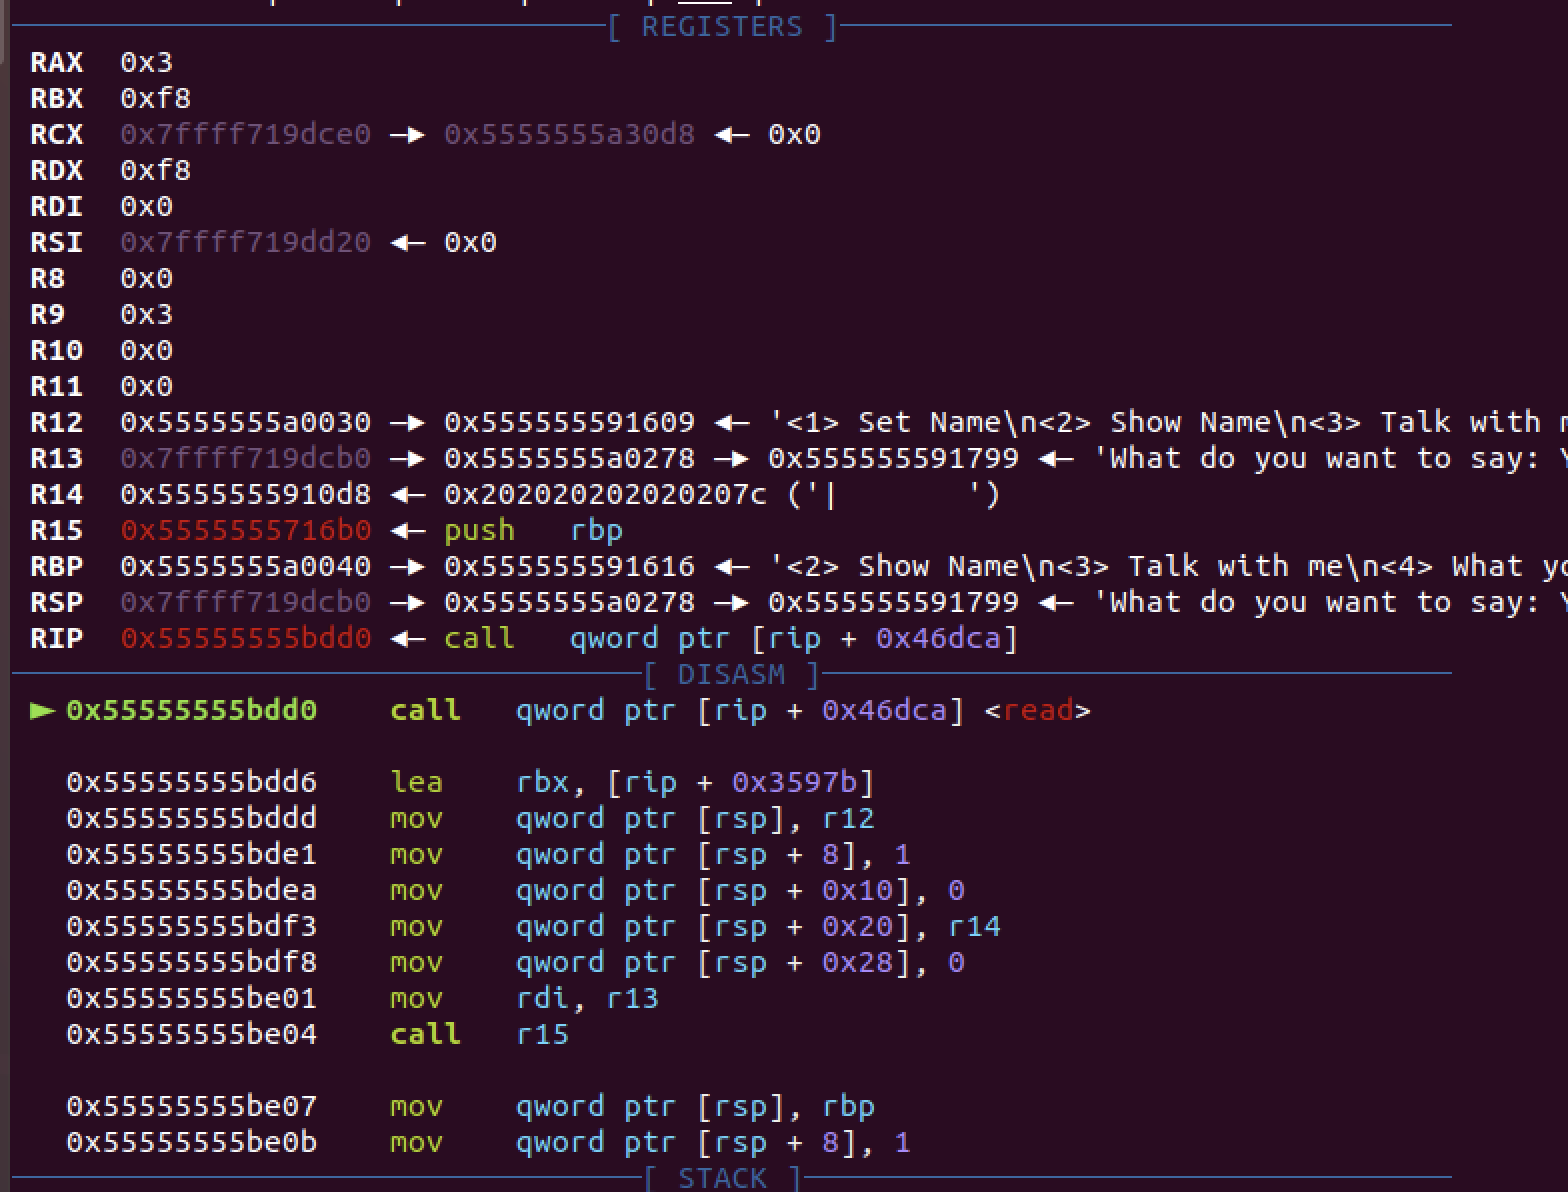 [ REGISTERS ]
RAX 0x3
RBX 0xf8
RCX 0x7ffff719dce0 —▸ 0x5555555a30d8 ◂— 0x0
RDX 0xf8
RDI 0x0
RSI 0x7ffff719dd20 ◂— 0x0
R8 0x0
R9 0x3
R10 0x0
R11 0x0
R12 0x5555555a0030 —▸ 0x555555591609 ◂— '<1> Set Name\n<2> Show Name\n<3> Talk with
R13 0x7ffff719dcb0 —▸ 0x5555555a0278 —▸ 0x555555591799 ◂— 'What do you want to say:
R14 0x5555555910d8 ◂— 0x202020202020207c ('|       ')
R15 0x5555555716b0 ◂— push rbp
RBP 0x5555555a0040 —▸ 0x555555591616 ◂— '<2> Show Name\n<3> Talk with me\n<4> What
RSP 0x7ffff719dcb0 —▸ 0x5555555a0278 —▸ 0x555555591799 ◂— 'What do you want to say:
RIP 0x55555555bdd0 ◂— call qword ptr [rip + 0x46dca]
[ DISASM ]
► 0x55555555bdd0 call qword ptr [rip + 0x46dca] <read>
0x55555555bdd6 lea rbx, [rip + 0x3597b]
0x55555555bddd mov qword ptr [rsp], r12
0x55555555bde1 mov qword ptr [rsp + 8], 1
0x55555555bdea mov qword ptr [rsp + 0x10], 0
0x55555555bdf3 mov qword ptr [rsp + 0x20], r14
0x55555555bdf8 mov qword ptr [rsp + 0x28], 0
0x55555555be01 mov rdi, r13
0x55555555be04 call r15
0x55555555be07 mov qword ptr [rsp], rbp
0x55555555be0b mov qword ptr [rsp + 8], 1
[ STACK ]